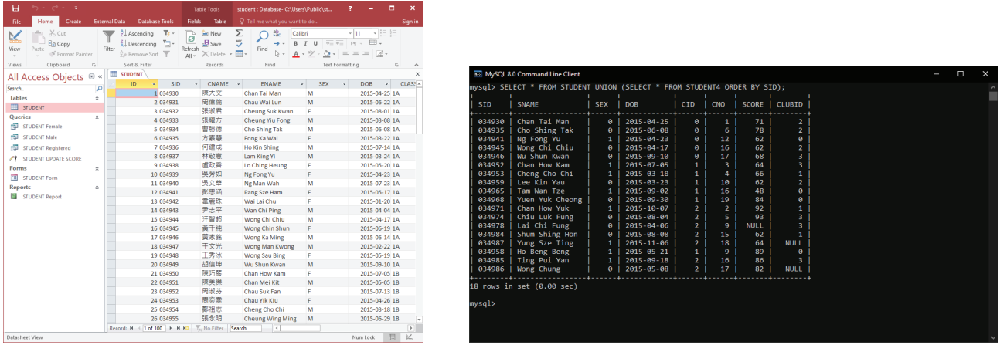 Table Tools student : Database- C:\Users\Public\st... ?
File Home Create External Data Database Tools Fields Table Tell me what you want to do... Sign in
View Paste Cut Copy Format Painter Filter Ascending Descending Remove Sort Refresh All New Save Delete Find Calibri 11 B I U
Views Clipboard Sort & Filter Records Find Text Formatting
All Access Objects
Search...
Tables
STUDENT
Queries
STUDENT Female
STUDENT Male
STUDENT Registered
STUDENT UPDATE SCORE
Forms
STUDENT Form
Reports
STUDENT Report
STUDENT
ID SID CNAME ENAME SEX DOB CLASS
1 034930 陳大文 Chan Tai Man M 2015-04-25 1A
2 034931 周偉倫 Chau Wai Lun M 2015-06-22 1A
3 034932 張淑君 Cheung Suk Kwan F 2015-08-01 1A
4 034933 張耀方 Cheung Yiu Fong M 2015-03-08 1A
5 034934 曹勝德 Cho Shing Tak M 2015-06-08 1A
6 034935 方嘉慧 Fong Ka Wai F 2015-03-22 1A
7 034936 何建成 Ho Kin Shing M 2015-07-14 1A
8 034937 林敬意 Lam King Yi M 2015-03-24 1A
9 034938 盧政香 Lo Ching Heung F 2015-05-20 1A
10 034939 吳芳如 Ng Fong Yu F 2015-04-23 1A
11 034940 吳文華 Ng Man Wah M 2015-07-23 1A
12 034941 彭思涵 Pang Sze Ham F 2015-05-17 1A
13 034942 韋麗珠 Wai Lai Chu F 2015-01-20 1A
14 034943 尹志平 Wan Chi Ping M 2015-04-04 1A
15 034944 汪智超 Wong Chi Chiu M 2015-04-17 1A
16 034945 黃千純 Wong Chin Shun F 2015-06-19 1A
17 034946 黃家銘 Wong Ka Ming M 2015-06-14 1A
18 034947 王文光 Wong Man Kwong M 2015-02-22 1A
19 034948 王秀冰 Wong Sau Bing F 2015-05-19 1A
20 034949 胡信坤 Wu Shun Kwan M 2015-09-10 1A
21 034950 陳巧琴 Chan How Kam F 2015-07-05 1B
22 034951 陳美傑 Chan Mei Kit M 2015-05-05 1B
23 034952 周淑芬 Chau Suk Fan F 2015-07-13 1B
24 034953 周奕喬 Chau Yik Kiu F 2015-04-26 1B
25 034954 鄭祖志 Cheng Cho Chi M 2015-03-18 1B
26 034955 張永明 Cheung Wing Ming M 2015-06-29 1B
Record: 1 of 100 No Filter Search
Datasheet View Num Lock
MySQL 8.0 Command Line Client
mysql> SELECT * FROM STUDENT UNION (SELECT * FROM STUDENT4 ORDER BY SID);
| SID | SNAME | SEX | DOB | CID | CNO | SCORE | CLUBID |
| 034930 | Chan Tai Man | 0 | 2015-04-25 | 0 | 1 | 71 | 2 |
| 034935 | Cho Shing Tak | 0 | 2015-06-08 | 0 | 6 | 78 | 2 |
| 034941 | Ng Fong Yu | 1 | 2015-04-23 | 0 | 12 | 62 | 0 |
| 034945 | Wong Chi Chiu | 0 | 2015-04-17 | 0 | 16 | 62 | 2 |
| 034946 | Wu Shun Kwan | 0 | 2015-09-10 | 0 | 17 | 68 | 3 |
| 034952 | Chan How Kam | 1 | 2015-07-05 | 1 | 3 | 64 | 3 |
| 034953 | Cheng Cho Chi | 1 | 2015-03-18 | 1 | 4 | 66 | 1 |
| 034959 | Lee Kin Yau | 0 | 2015-03-23 | 1 | 10 | 62 | 2 |
| 034965 | Tam Wan Tze | 1 | 2015-09-02 | 1 | 16 | 48 | 0 |
| 034968 | Yuen Yuk Cheong | 0 | 2015-09-30 | 1 | 19 | 84 | 0 |
| 034971 | Chan How Yuk | 1 | 2015-10-07 | 2 | 2 | 92 | 1 |
| 034974 | Chiu Luk Fung | 0 | 2015-08-04 | 2 | 5 | 93 | 3 |
| 034978 | Lai Chi Fung | 0 | 2015-04-06 | 2 | 9 | NULL | 3 |
| 034984 | Shum Shing Hon | 0 | 2015-08-08 | 2 | 15 | 62 | 1 |
| 034987 | Yung Sze Ting | 1 | 2015-11-06 | 2 | 18 | 64 | NULL |
| 034958 | Ho Beng Beng | 1 | 2015-05-21 | 1 | 9 | 89 | 0 |
| 034985 | Ting Pui Yan | 1 | 2015-09-18 | 2 | 16 | 86 | 3 |
| 034986 | Wong Chung | 0 | 2015-05-08 | 2 | 17 | 82 | NULL |
18 rows in set (0.00 sec)
mysql>